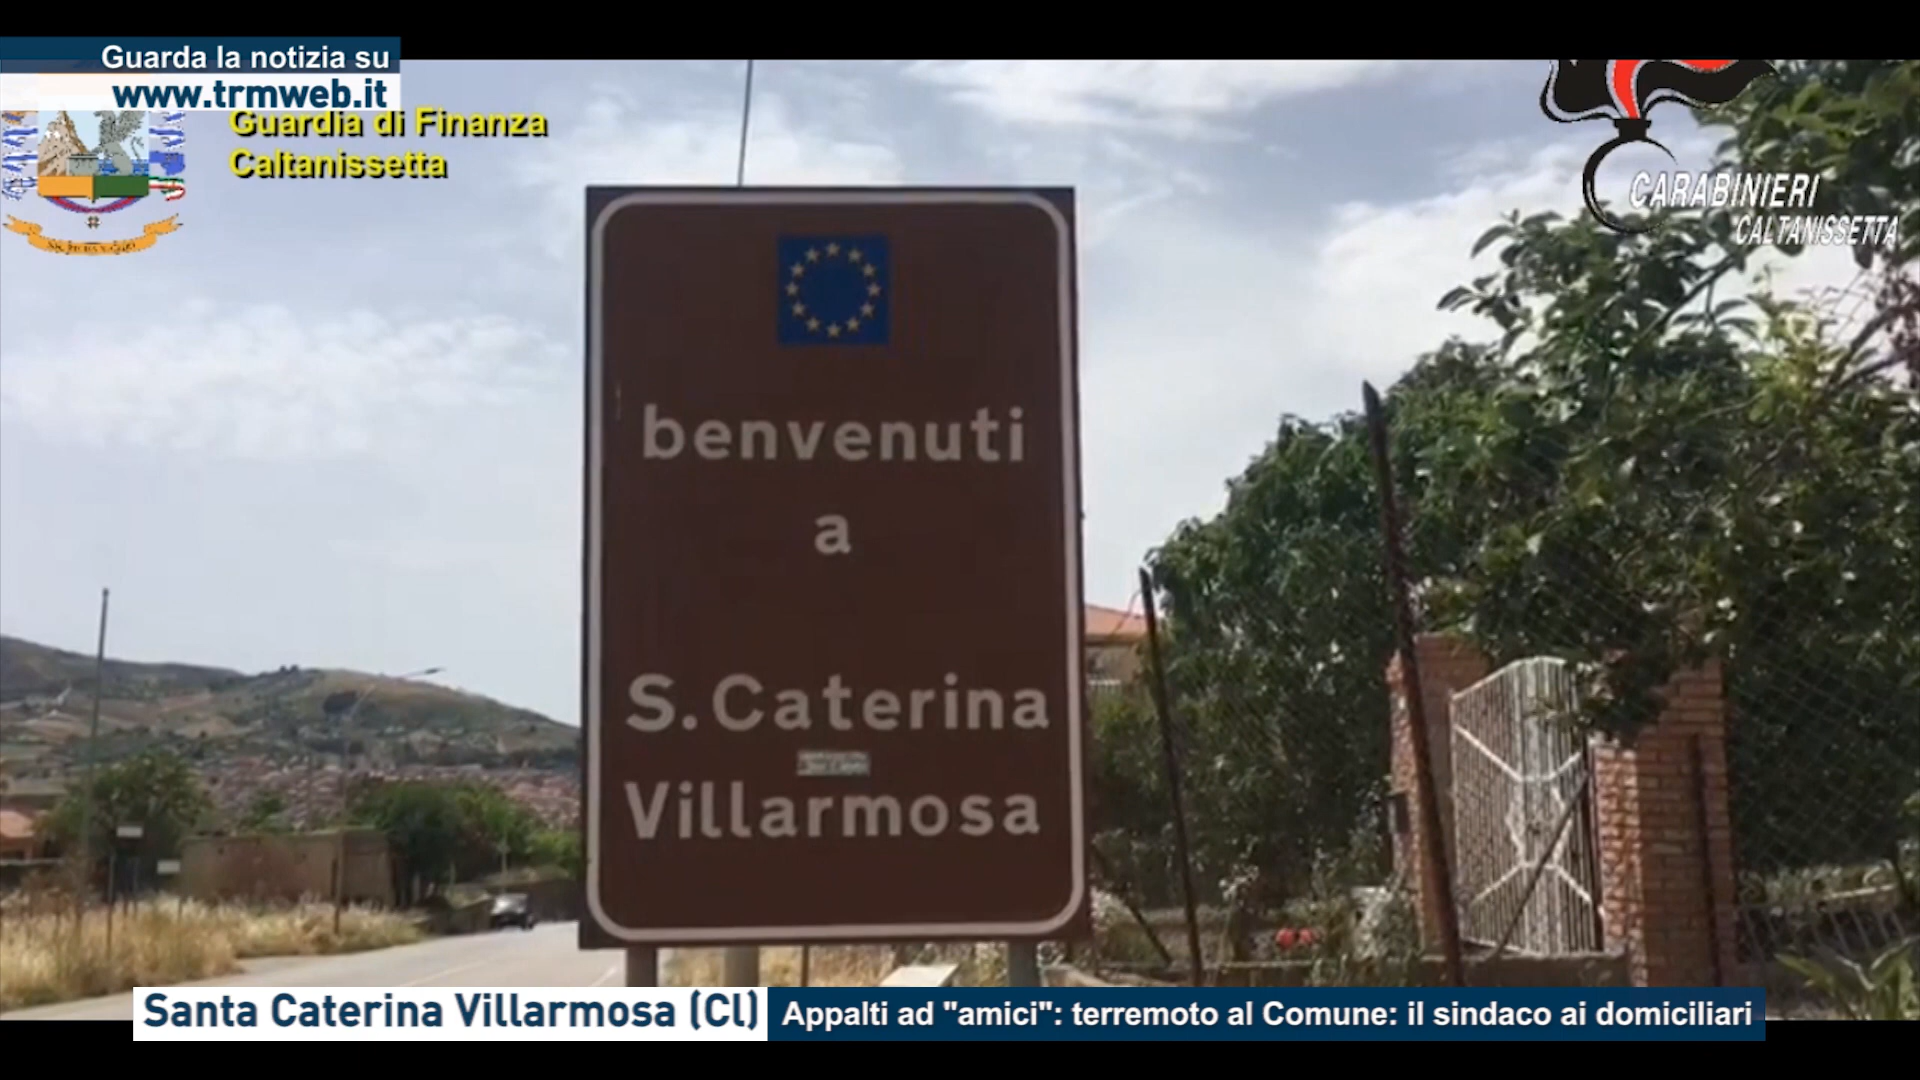 Guarda la notizia su
www.trmweb.it
Guardia di Finanza
Caltanissetta
CARABINIERI
CALTANISSETTA
benvenuti
a
S. Caterina
Villarmosa
Santa Caterina Villarmosa (Cl)
Appalti ad "amici": terremoto al Comune: il sindaco ai domiciliari